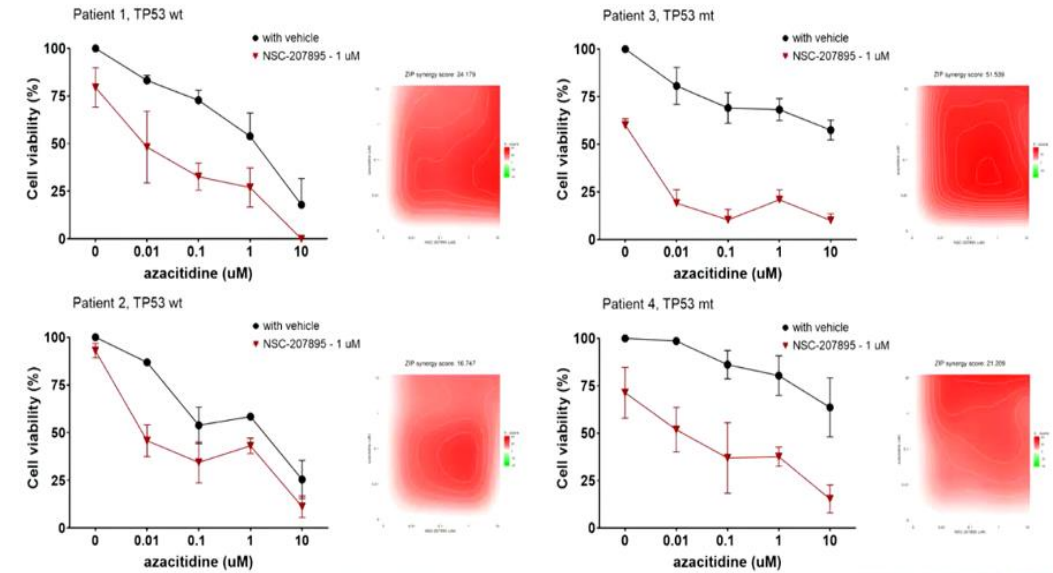 Patient 1, TP53 wt
with vehicle
NSC-207895 - 1 uM
Cell viability (%)
100
75
50
25
0
0 0.01 0.1 1 10
azacitidine (uM)
ZIP synergy score: 24.179
Patient 3, TP53 mt
with vehicle
NSC-207895 - 1 uM
Cell viability (%)
100
75
50
25
0
0 0.01 0.1 1 10
azacitidine (uM)
ZIP synergy score: 51.509
Patient 2, TP53 wt
with vehicle
NSC-207895 - 1 uM
Cell viability (%)
100
75
50
25
0
0 0.01 0.1 1 10
azacitidine (uM)
ZIP synergy score: 16.747
Patient 4, TP53 mt
with vehicle
NSC-207895 - 1 uM
Cell viability (%)
100
75
50
25
0
0 0.01 0.1 1 10
azacitidine (uM)
ZIP synergy score: 21.209